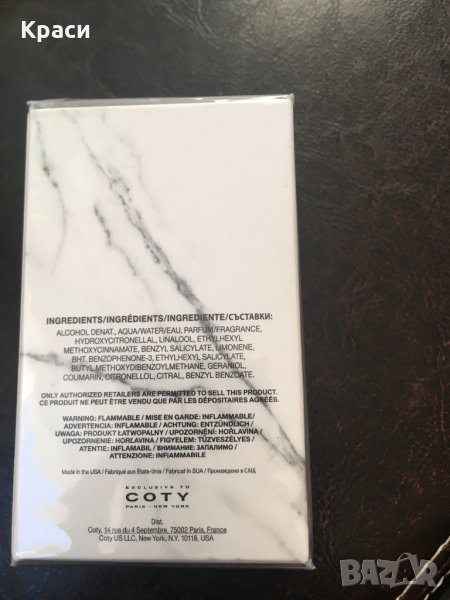 Краси
INGREDIENTS/INGRÉDIENTS/INGREDIENTE/СЪСТАВКИ:
ALCOHOL DENAT., AQUA/WATER/EAU, PARFUM/FRAGRANCE,
HYDROXYCITRONELLAL, LINALOOL, ETHYLHEXYL
METHOXYCINNAMATE, BENZYL SALICYLATE, LIMONENE,
BHT, BENZOPHENONE-3, ETHYLHEXYL SALICYLATE,
BUTYL METHOXYDIBENZOYLMETHANE, GERANIOL,
COUMARIN, CITRONELLOL, CITRAL, BENZYL BENZOATE.
ONLY AUTHORIZED RETAILERS ARE PERMITTED TO SELL THIS PRODUCT.
CE PRODUIT NE PEUT ÊTRE VENDU QUE PAR LES DÉPOSITAIRES AGRÉÉS.
WARNING: FLAMMABLE / MISE EN GARDE: INFLAMMABLE/
ADVERTENCIA: INFLAMABLE / ACHTUNG: ENTZÜNDLICH /
UWAGA: PRODUKT ŁATWOPALNY / UPOZORNĚNÍ: HOŘLAVINA /
UPOZORNENIE: HORĽAVINA / FIGYELEM: TŰZVESZÉLYES /
ATENTIE: INFLAMABIL / ВНИМАНИЕ: ЗАПАЛИМО /
ATTENZIONE: INFIAMMABILE
Made in the USA / Fabriqué aux États-Unis / Fabricat in SUA / Произведено в САЩ
EXCLUSIVE TO
COTY
PARIS - NEW YORK
Dist.
Coty, 14 rue du 4 Septembre, 75002 Paris, France
Coty US LLC, New York, N.Y. 10118, USA
BAZAR